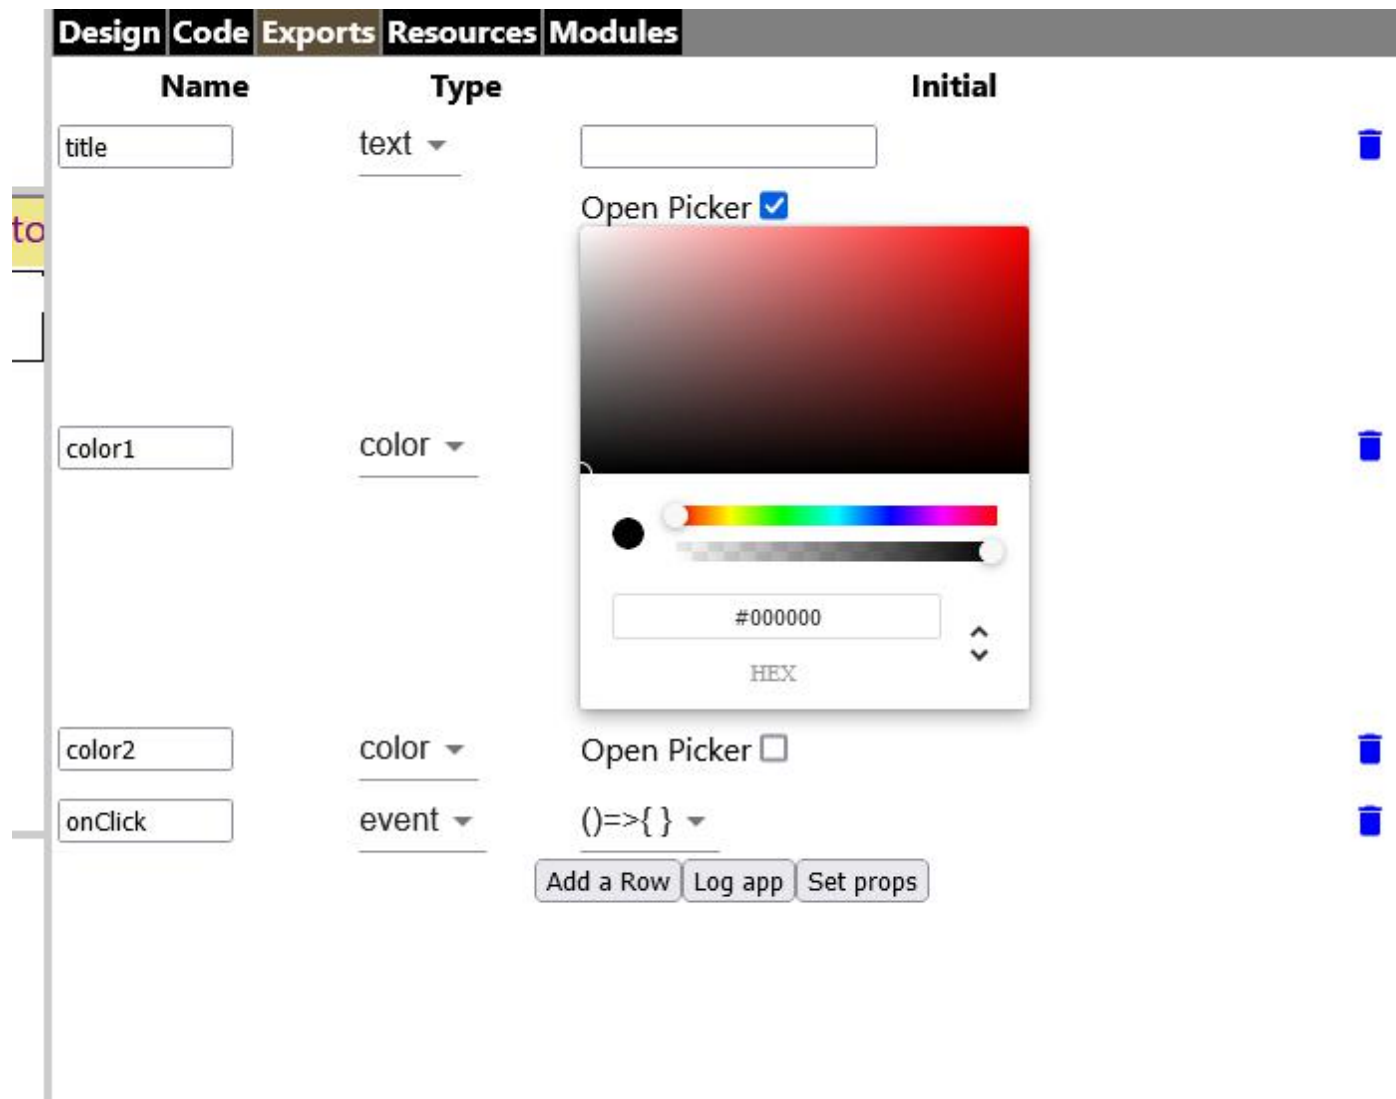 Design Code Exports Resources Modules
Name Type Initial
title text
Open Picker
to
color1 color
#000000
HEX
color2 color Open Picker
onClick event ()=>{ }
Add a Row Log app Set props